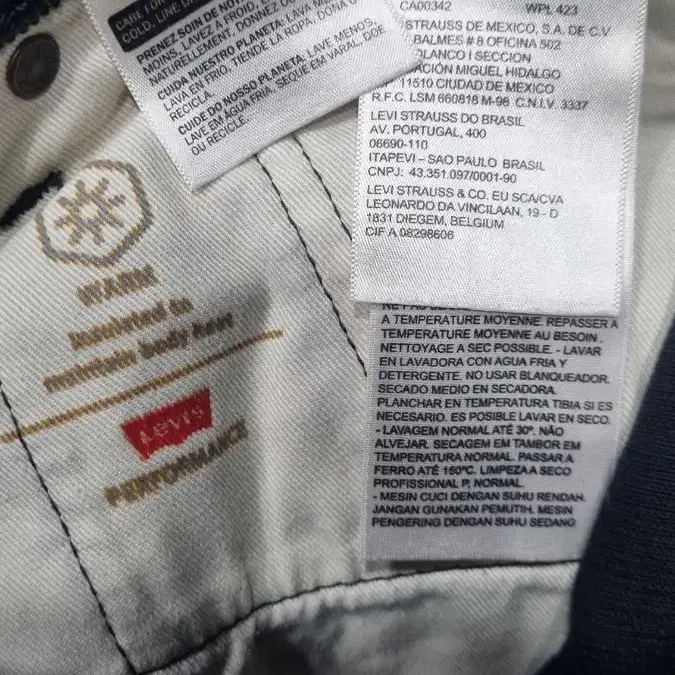 CARE FOR
COLD, LINE
PRENEZ SOIN DE
MOINS, LAVEZ À FROID,
NATURELLEMENT, DONNEZ
CUIDA NUESTRO PLANETA: LAVA
LAVA EN FRIO, TIENDE LA ROPA, DONA O
RECICLA.
CUIDE DO NOSSO PLANETA: LAVE MENOS,
LAVE EM ÁGUA FRIA, SEQUE EM VARAL, DOE
OU RECICLE.
CA00342 WPL 423
STRAUSS DE MEXICO, S.A. DE C.V.
BALMES # 8 OFICINA 502
BLANCO I SECCION
ACIÓN MIGUEL HIDALGO
11510 CIUDAD DE MEXICO
R.F.C. LSM 660818 M-98 C.N.I.V. 3337
LEVI STRAUSS DO BRASIL
AV. PORTUGAL, 400
06690-110
ITAPEVI - SAO PAULO BRASIL
CNPJ: 43.351.097/0001-90
LEVI STRAUSS & CO. EU SCA/CVA
LEONARDO DA VINCILAAN, 19 - D
1831 DIEGEM, BELGIUM
CIF A 08298606
WARM
Insulated to
maintain body heat
Levi's
PERFORMANCE
A TEMPERATURE MOYENNE. REPASSER A
TEMPERATURE MOYENNE AU BESOIN.
NETTOYAGE A SEC POSSIBLE. - LAVAR
EN LAVADORA CON AGUA FRIA Y
DETERGENTE. NO USAR BLANQUEADOR.
SECADO MEDIO EN SECADORA.
PLANCHAR EN TEMPERATURA TIBIA SI ES
NECESARIO. ES POSIBLE LAVAR EN SECO.
- LAVAGEM NORMAL ATÉ 30º. NÃO
ALVEJAR. SECAGEM EM TAMBOR EM
TEMPERATURA NORMAL. PASSAR A
FERRO ATÉ 150ºC. LIMPEZA A SECO
PROFISSIONAL P, NORMAL.
- MESIN CUCI DENGAN SUHU RENDAH.
JANGAN GUNAKAN PEMUTIH. MESIN
PENGERING DENGAN SUHU SEDANG